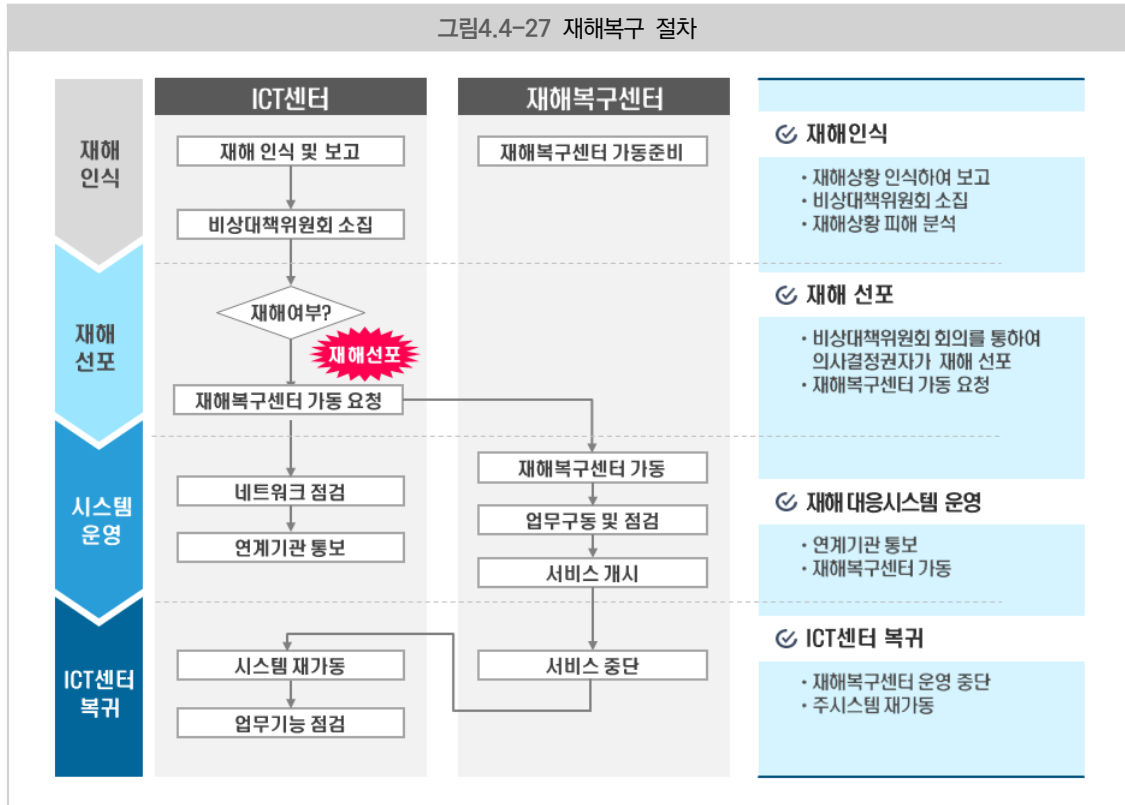 그림4.4-27 재해복구 절차
ICT센터
재해복구센터
재해
인식
재해 인식 및 보고
비상대책위원회 소집
재해복구센터 가동준비
재해인식
· 재해상황 인식하여 보고
· 비상대책위원회 소집
· 재해상황 피해 분석
재해
선포
재해여부?
재해선포
재해복구센터 가동 요청
재해 선포
· 비상대책위원회 회의를 통하여
의사결정권자가 재해 선포
· 재해복구센터 가동 요청
시스템
운영
네트워크 점검
연계기관 통보
재해복구센터 가동
업무구동 및 점검
서비스 개시
재해 대응시스템 운영
· 연계기관 통보
· 재해복구센터 가동
ICT센터
복귀
시스템 재가동
업무기능 점검
서비스 중단
ICT센터 복귀
· 재해복구센터 운영 중단
· 주시스템 재가동